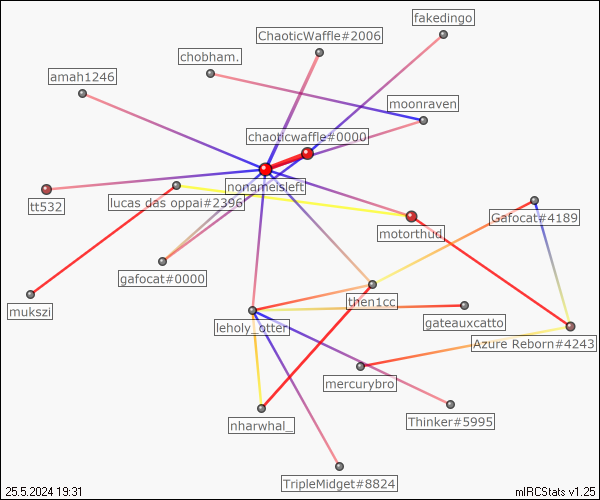 fakedingo
ChaoticWaffle#2006
chobham.
amah1246
moonraven
chaoticwaffle#0000
nonameisleft
tt532
lucas das oppai#2396
Gafocat#4189
motorthud
gafocat#0000
mukszi
then1cc
gateauxcatto
leholy_otter
Azure Reborn#4243
mercurybro
Thinker#5995
nharwhal_
TripleMidget#8824
25.5.2024 19:31
mIRCStats v1.25